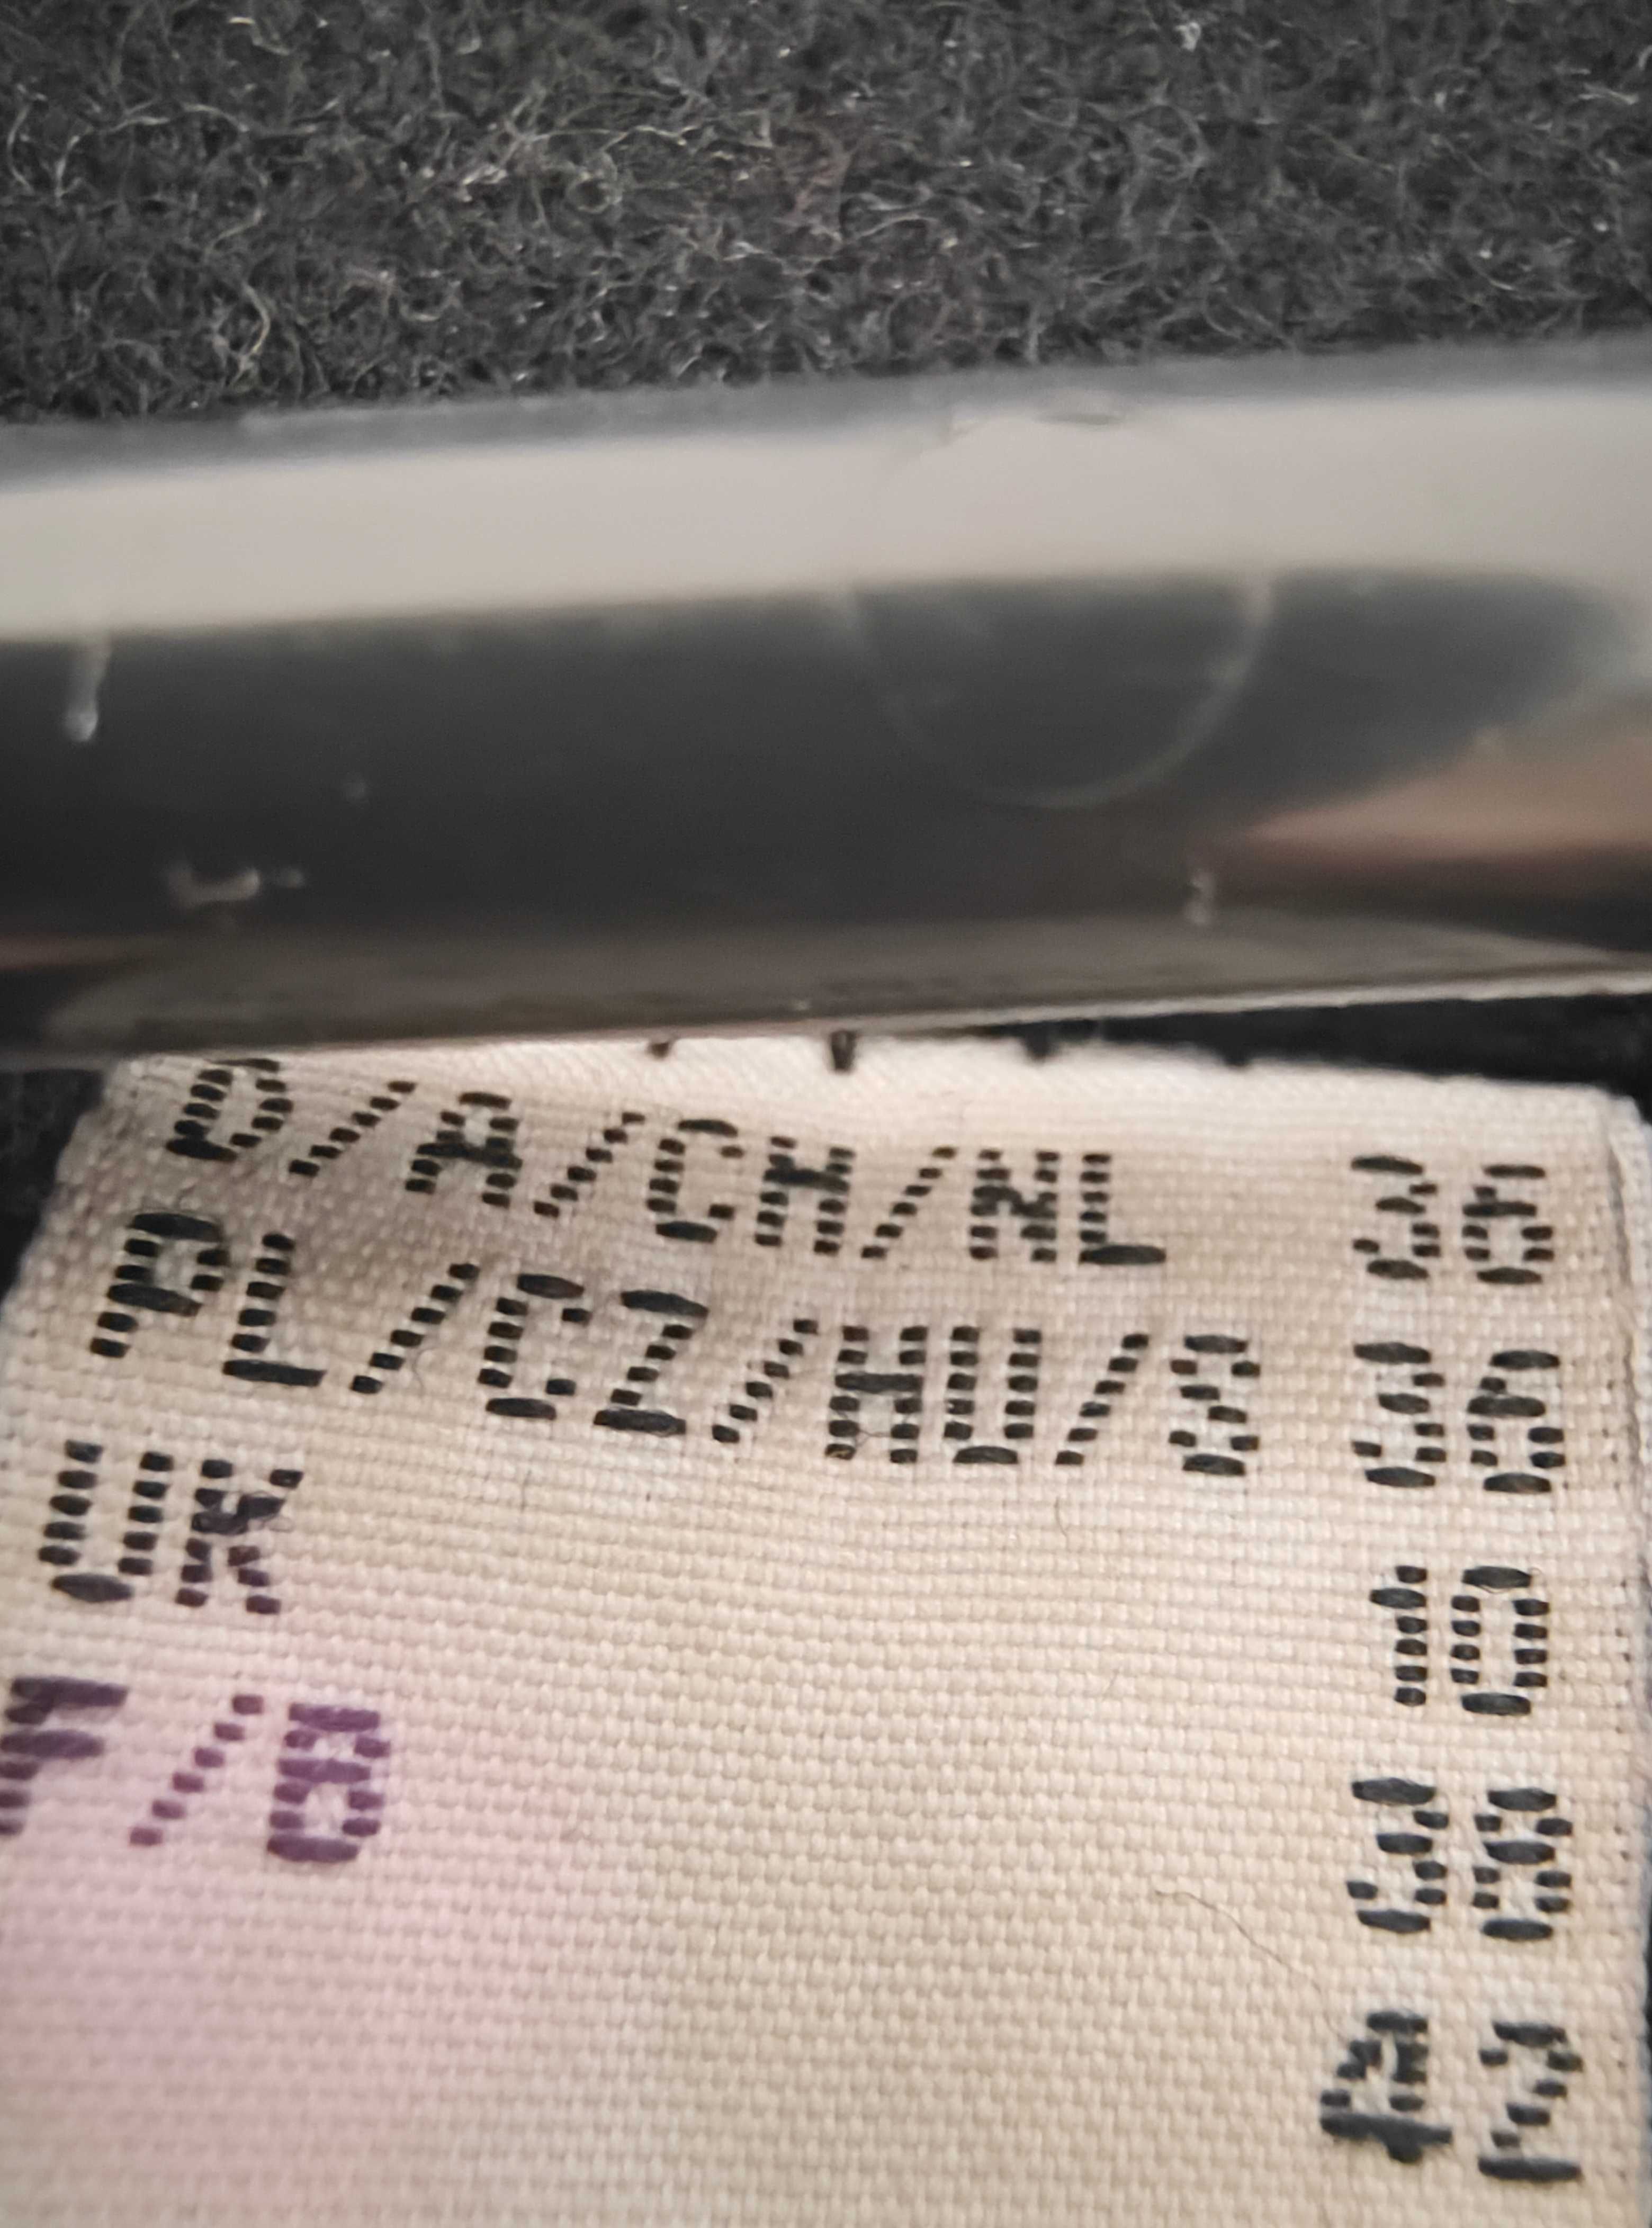 D/A/CH/NL 36
PL/CZ/HU/S 36
UK 10
F/B 38
42